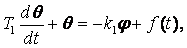 T₁ dθ/dt + θ = -k₁φ + f(t),